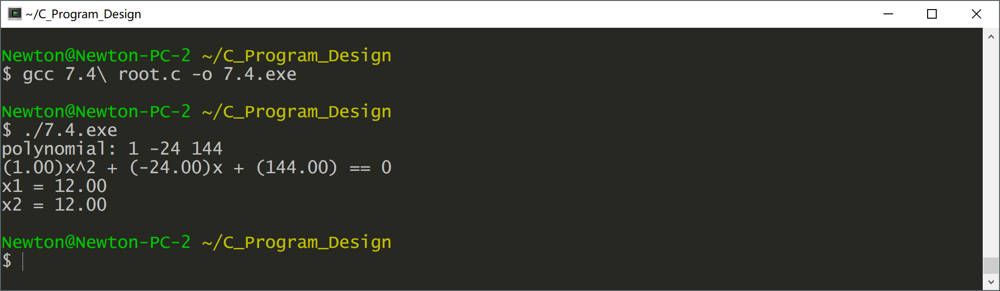 ~/C_Program_Design
Newton@Newton-PC-2 ~/C_Program_Design
$ gcc 7.4\ root.c -o 7.4.exe
Newton@Newton-PC-2 ~/C_Program_Design
$ ./7.4.exe
polynomial: 1 -24 144
(1.00)x^2 + (-24.00)x + (144.00) == 0
x1 = 12.00
x2 = 12.00
Newton@Newton-PC-2 ~/C_Program_Design
$